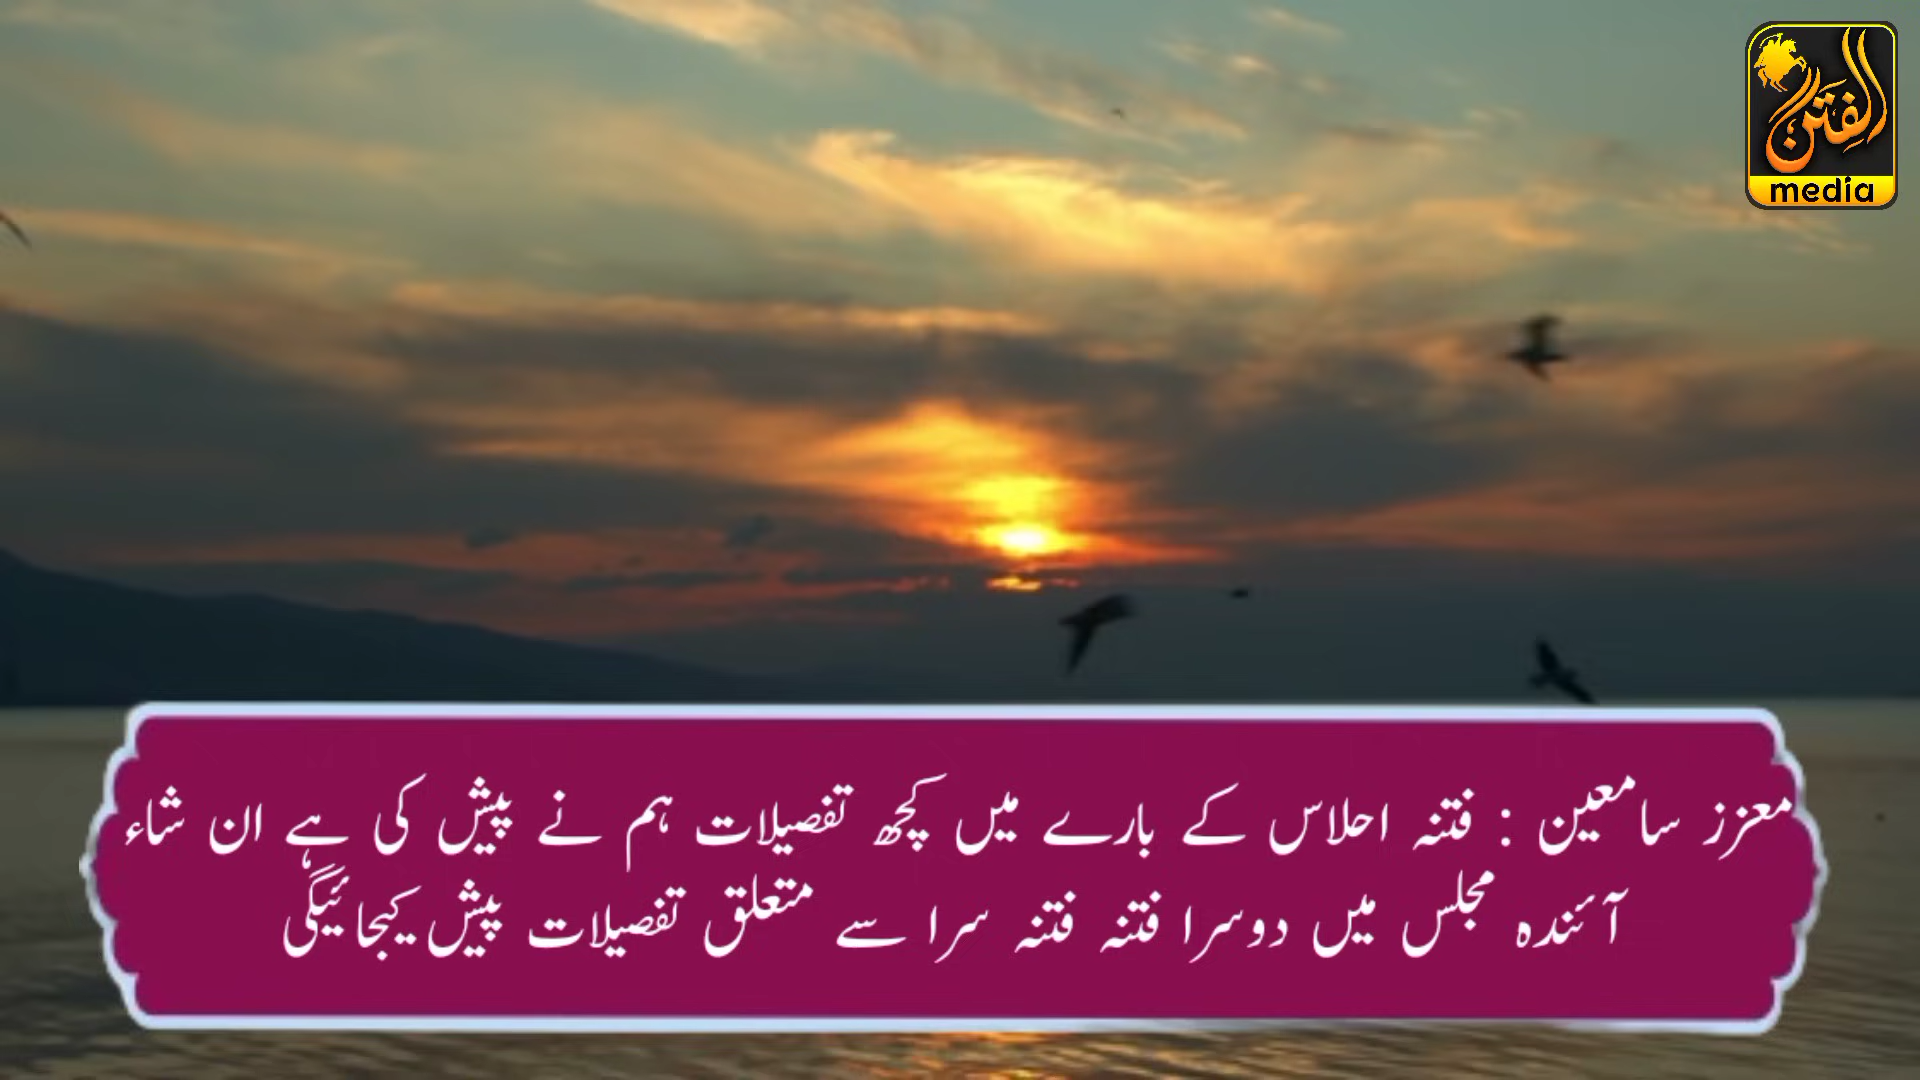 الفتن
media
معزز سامعین : فتنہ احلاس کے بارے میں کچھ تفصیلات ہم نے پیش کی ہے ان شاء
آئندہ مجلس میں دوسرا فتنہ فتنہ سرا سے متعلق تفصیلات پیش کیجائیگی